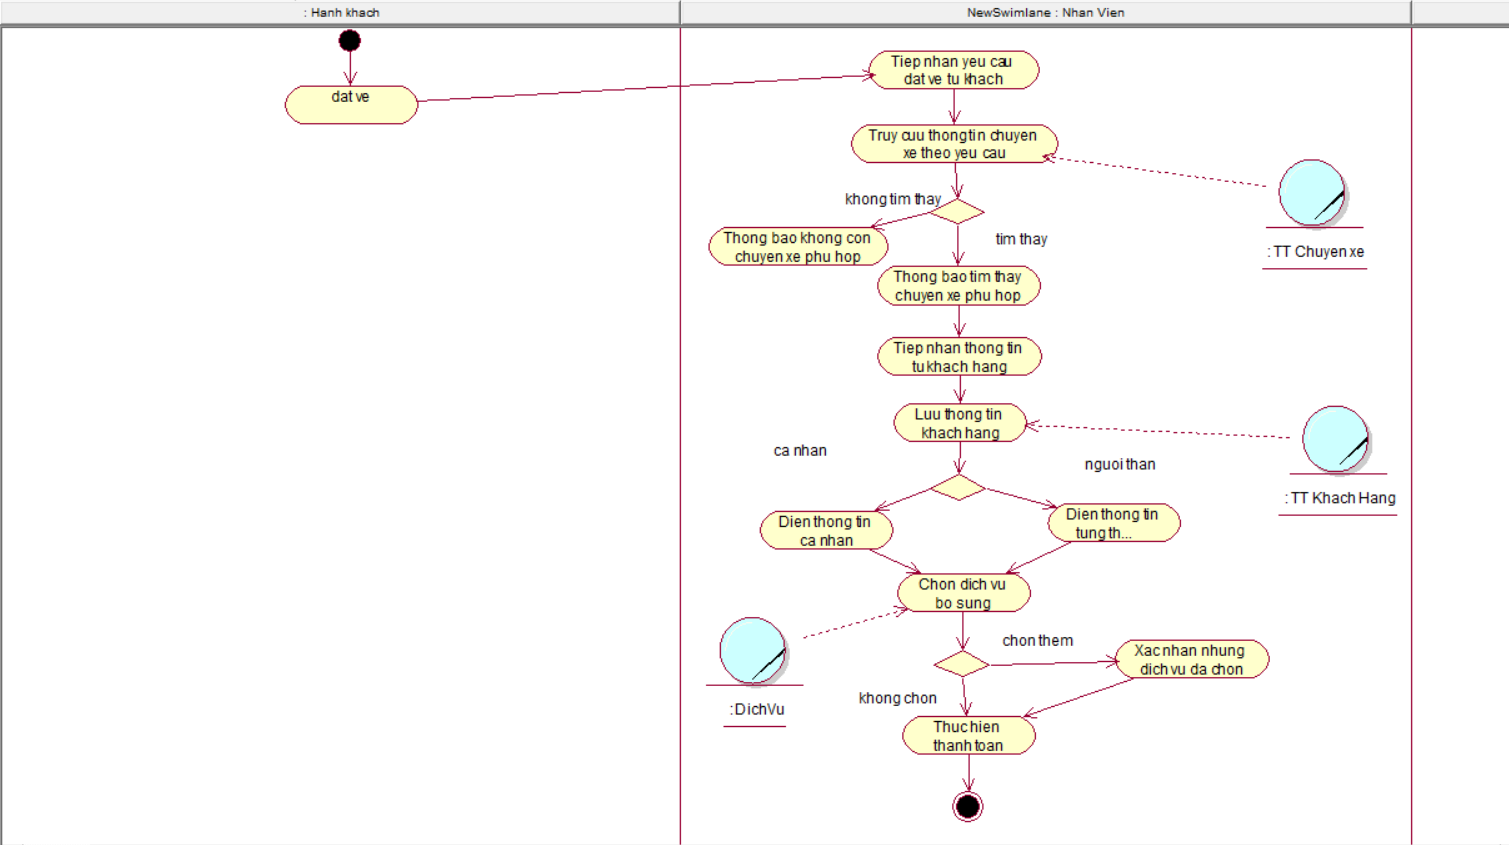 : Hanh khach
NewSwimlane : Nhan Vien
dat ve
Tiep nhan yeu cau
dat ve tu khach
Truy cuu thong tin chuyen
xe theo yeu cau
khong tim thay
tim thay
Thong bao khong con
chuyen xe phu hop
: TT Chuyen xe
Thong bao tim thay
chuyen xe phu hop
Tiep nhan thong tin
tu khach hang
Luu thong tin
khach hang
ca nhan
nguoi than
: TT Khach Hang
Dien thong tin
ca nhan
Dien thong tin
tung th...
Chon dich vu
bo sung
: DichVu
chon them
Xac nhan nhung
dich vu da chon
khong chon
Thuc hien
thanh toan